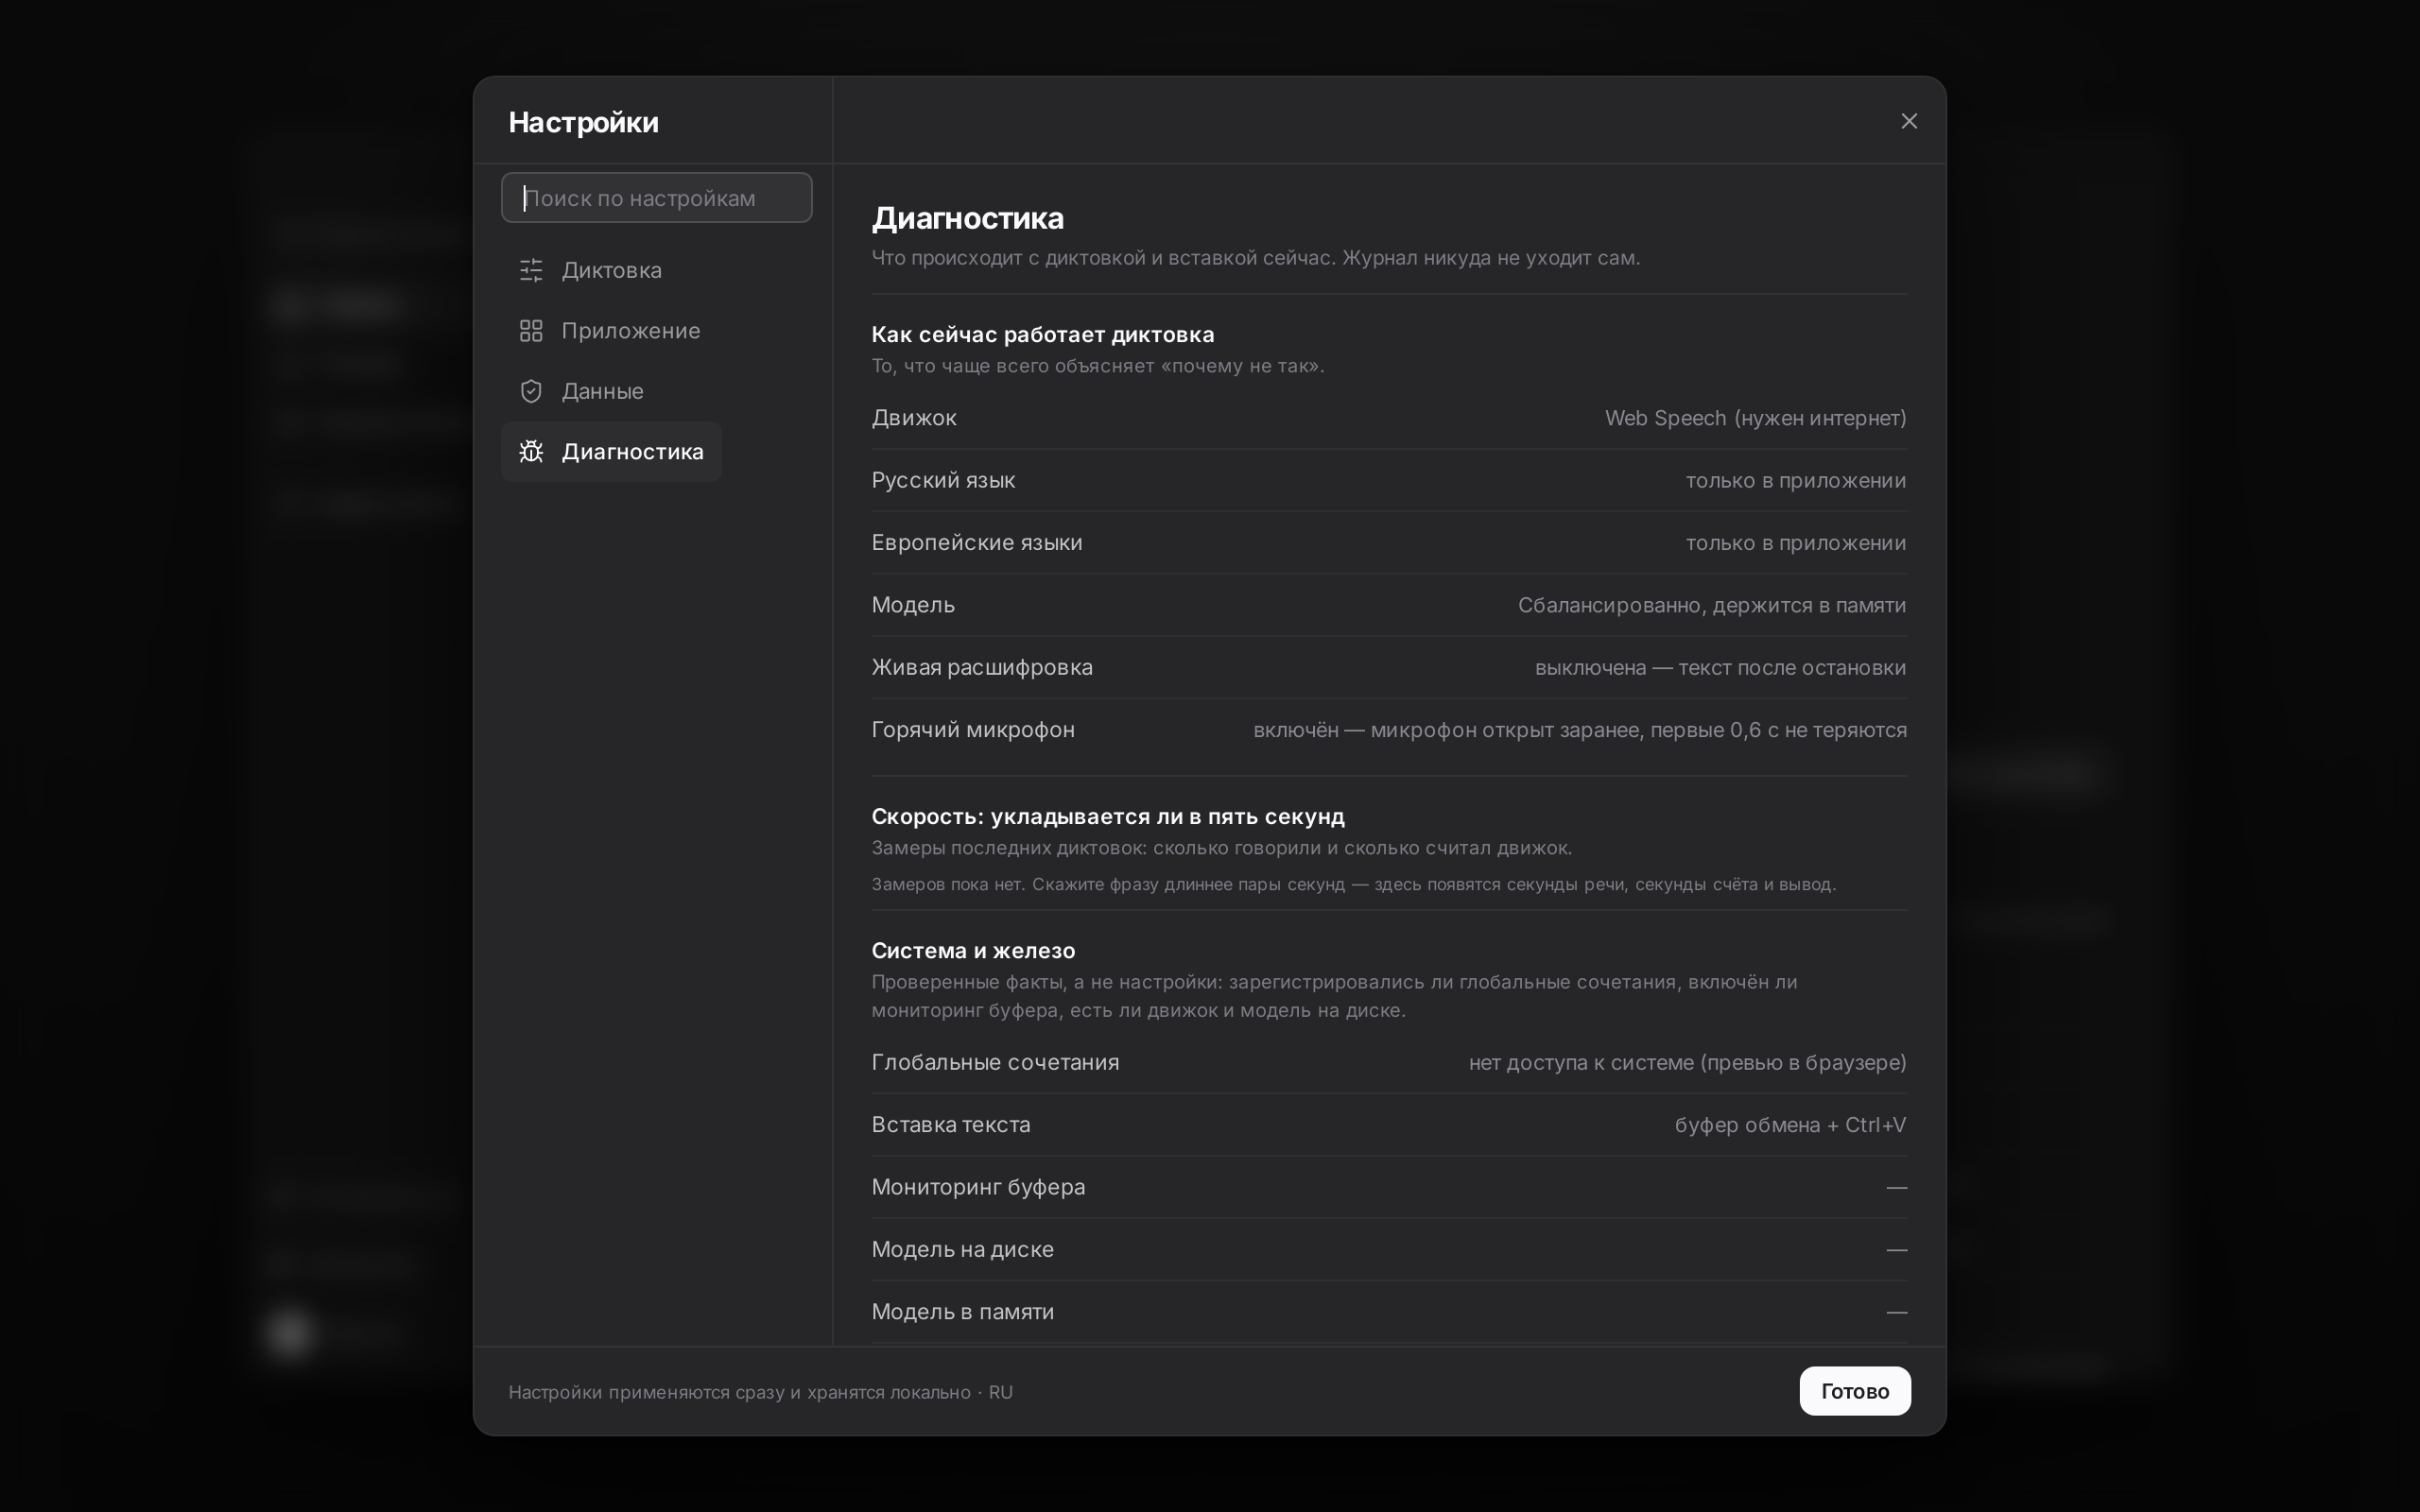 Настройки
Поиск по настройкам
Диктовка
Приложение
Данные
Диагностика
Диагностика
Что происходит с диктовкой и вставкой сейчас. Журнал никуда не уходит сам.
Как сейчас работает диктовка
То, что чаще всего объясняет «почему не так».
Движок Web Speech (нужен интернет)
Русский язык только в приложении
Европейские языки только в приложении
Модель Сбалансированно, держится в памяти
Живая расшифровка выключена — текст после остановки
Горячий микрофон включён — микрофон открыт заранее, первые 0,6 с не теряются
Скорость: укладывается ли в пять секунд
Замеры последних диктовок: сколько говорили и сколько считал движок.
Замеров пока нет. Скажите фразу длиннее пары секунд — здесь появятся секунды речи, секунды счёта и вывод.
Система и железо
Проверенные факты, а не настройки: зарегистрировались ли глобальные сочетания, включён ли
мониторинг буфера, есть ли движок и модель на диске.
Глобальные сочетания нет доступа к системе (превью в браузере)
Вставка текста буфер обмена + Ctrl+V
Мониторинг буфера —
Модель на диске —
Модель в памяти —
Настройки применяются сразу и хранятся локально · RU
Готово